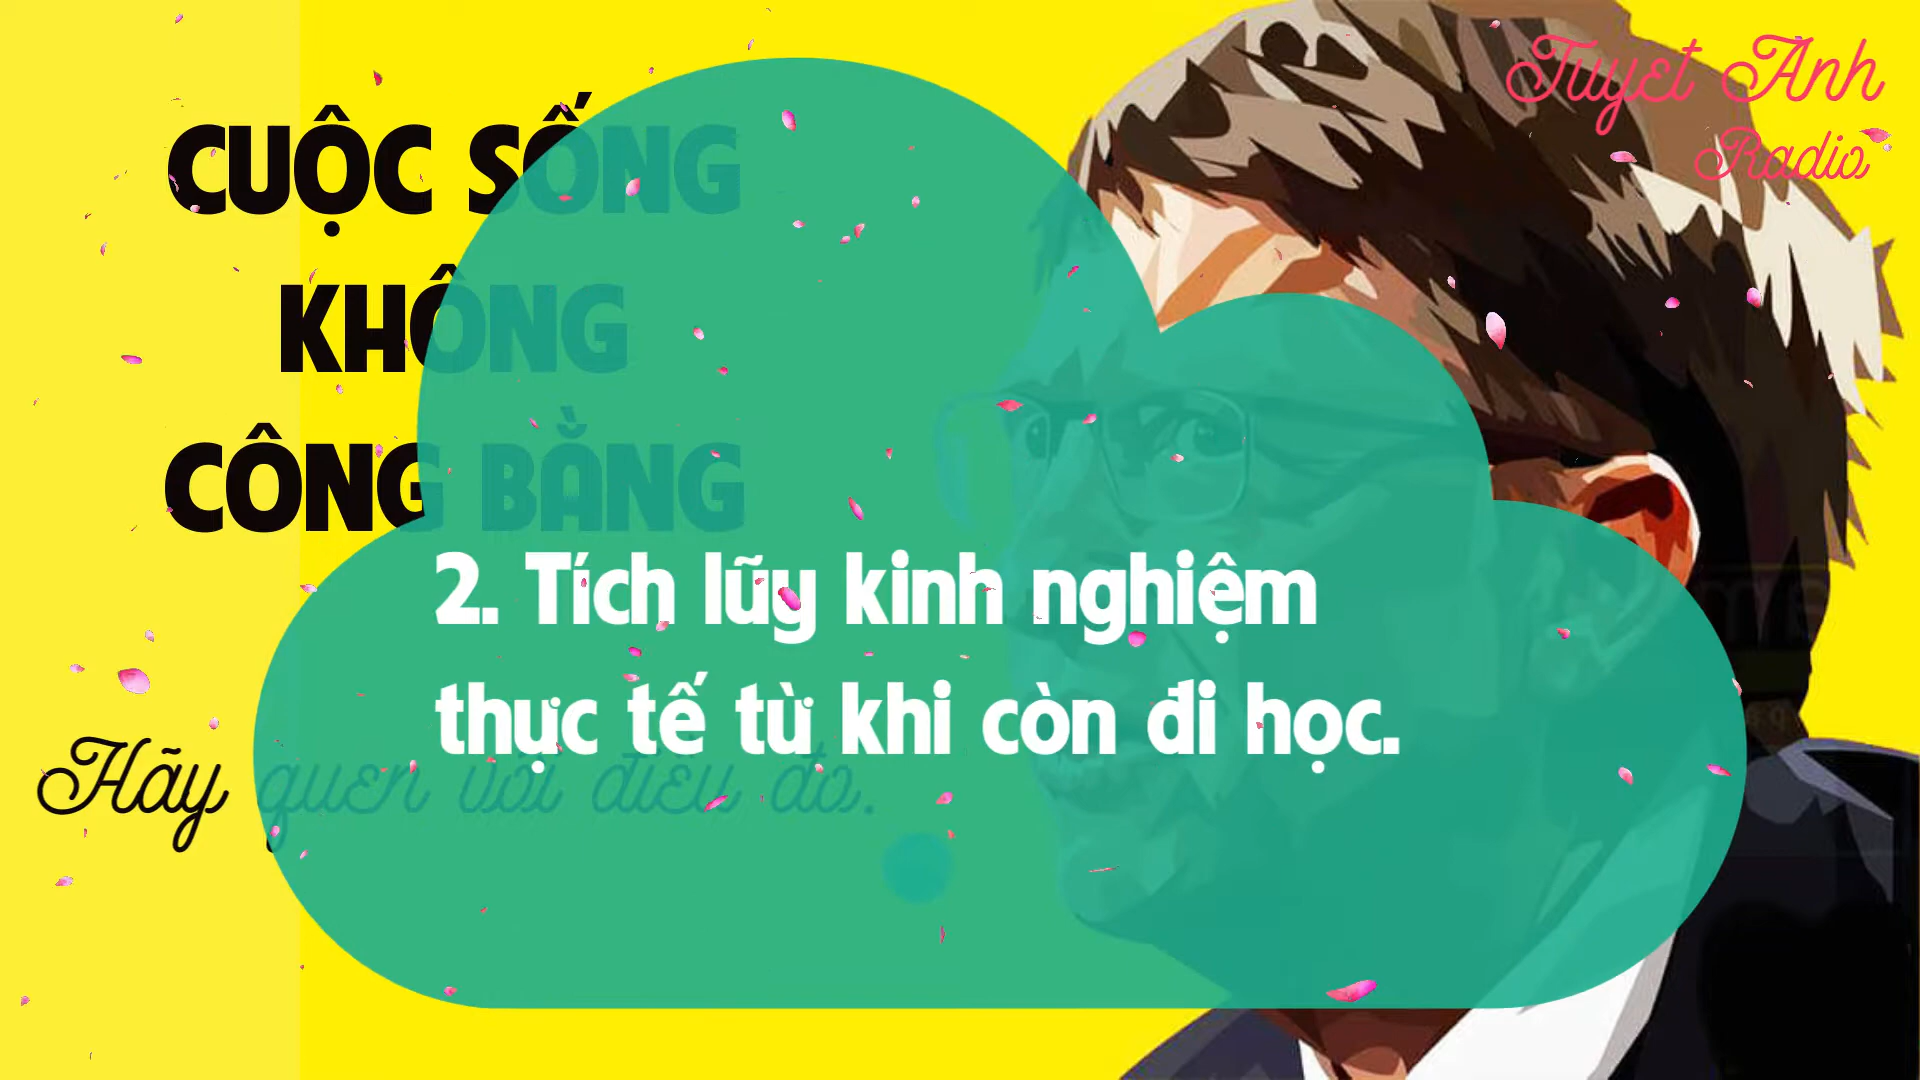 Tuyet Anh
Radio
CUỘC SỐNG
KHÔNG
CÔNG BẰNG
2. Tích lũy kinh nghiệm
thực tế từ khi còn đi học.
Hãy quen với điều đó.